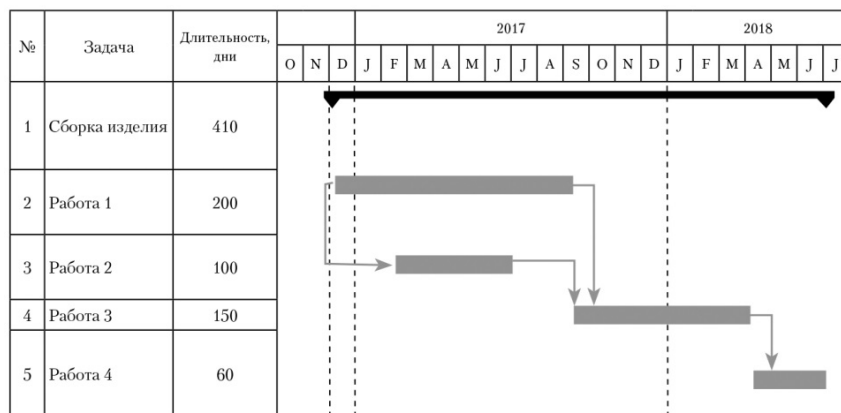 № Задача Длительность, дни
2017 2018
O N D J F M A M J J A S O N D J F M A M J J
1 Сборка изделия 410
2 Работа 1 200
3 Работа 2 100
4 Работа 3 150
5 Работа 4 60